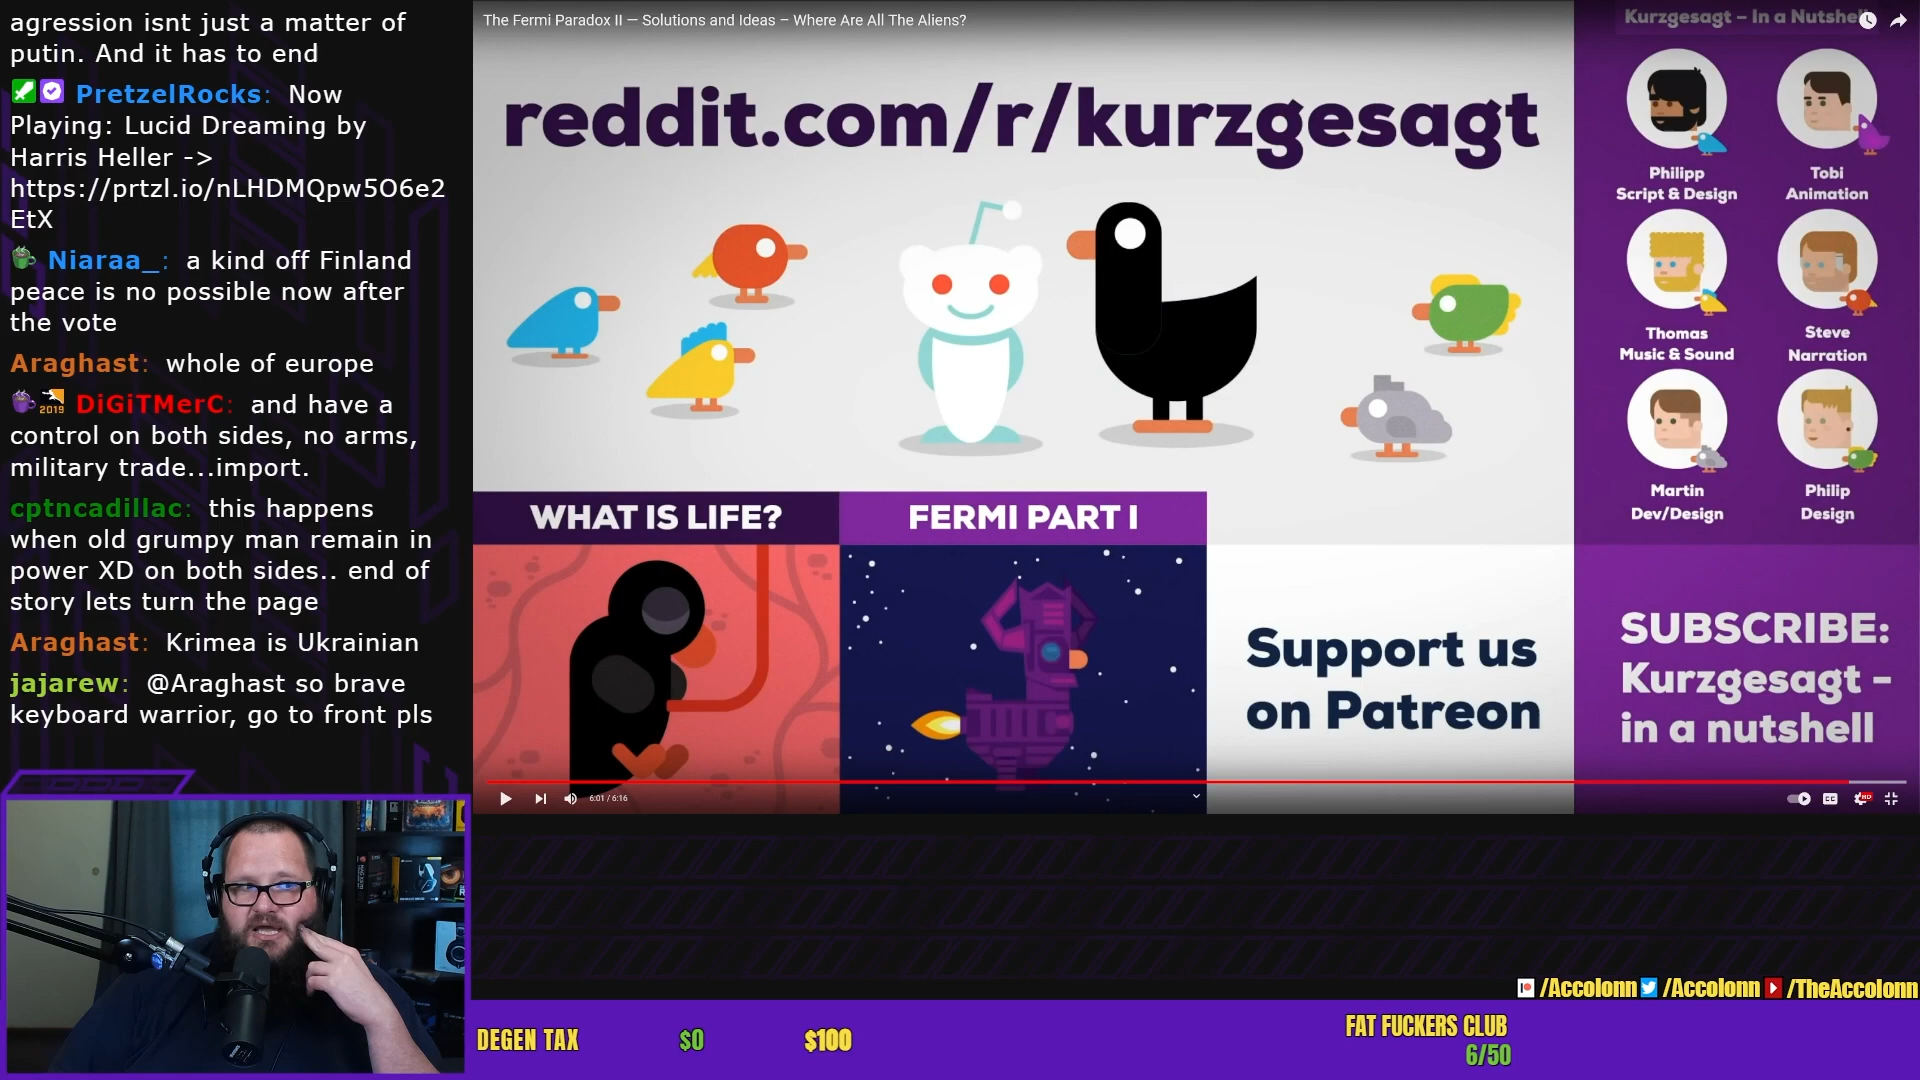 agression isnt just a matter of
putin. And it has to end
PretzelRocks: Now
Playing: Lucid Dreaming by
Harris Heller ->
https://prtzl.io/nLHDMQpw5O6e2
EtX
Niaraa_: a kind off Finland
peace is no possible now after
the vote
Araghast: whole of europe
2019 DiGiTMerC: and have a
control on both sides, no arms,
military trade...import.
cptncadillac: this happens
when old grumpy man remain in
power XD on both sides.. end of
story lets turn the page
Araghast: Krimea is Ukrainian
jajarew: @Araghast so brave
keyboard warrior, go to front pls
The Fermi Paradox II — Solutions and Ideas – Where Are All The Aliens?
reddit.com/r/kurzgesagt
WHAT IS LIFE?
FERMI PART I
Support us
on Patreon
6:01 / 6:16
Kurzgesagt – In a Nutshell
Philipp
Script & Design
Tobi
Animation
Thomas
Music & Sound
Steve
Narration
Martin
Dev/Design
Philip
Design
SUBSCRIBE:
Kurzgesagt –
in a nutshell
CC
HD
/Accolonn /Accolonn /TheAccolonn
DEGEN TAX $0 $100
FAT FUCKERS CLUB
6/50